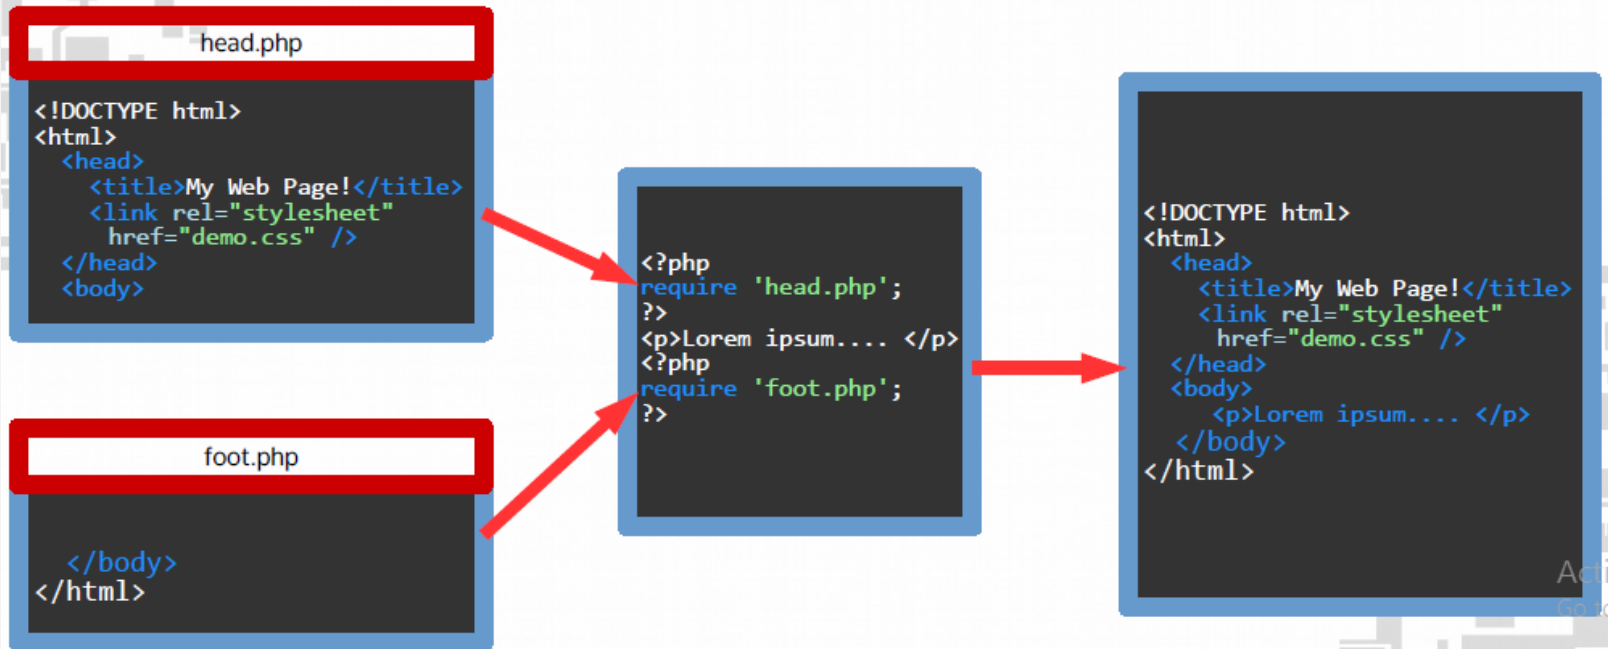 head.php
<!DOCTYPE html>
<html>
  <head>
    <title>My Web Page!</title>
    <link rel="stylesheet"
     href="demo.css" />
  </head>
  <body>
foot.php
  </body>
</html>
<?php
require 'head.php';
?>
<p>Lorem ipsum.... </p>
<?php
require 'foot.php';
?>
<!DOCTYPE html>
<html>
  <head>
    <title>My Web Page!</title>
    <link rel="stylesheet"
     href="demo.css" />
  </head>
  <body>
     <p>Lorem ipsum.... </p>
  </body>
</html>